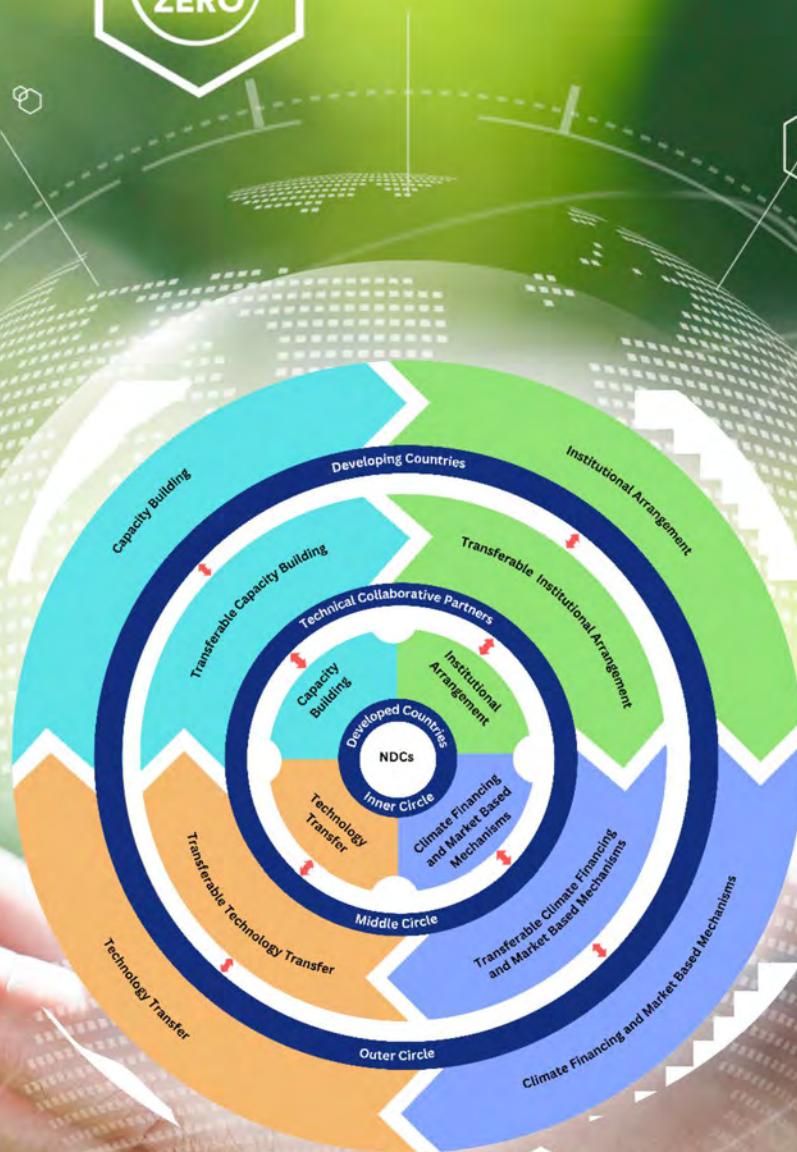 ZERO
Capacity Building
Institutional Arrangement
Developing Countries
Transferable Capacity Building
Transferable Institutional Arrangement
Technical Collaborative Partners
Capacity
Building
Institutional
Arrangement
Developed Countries
NDCs
Inner Circle
Technology
Transfer
Climate Financing
and Market Based
Mechanisms
Middle Circle
Transferable Technology Transfer
Transferable Climate Financing
and Market Based Mechanisms
Outer Circle
Technology Transfer
Climate Financing and Market Based Mechanisms